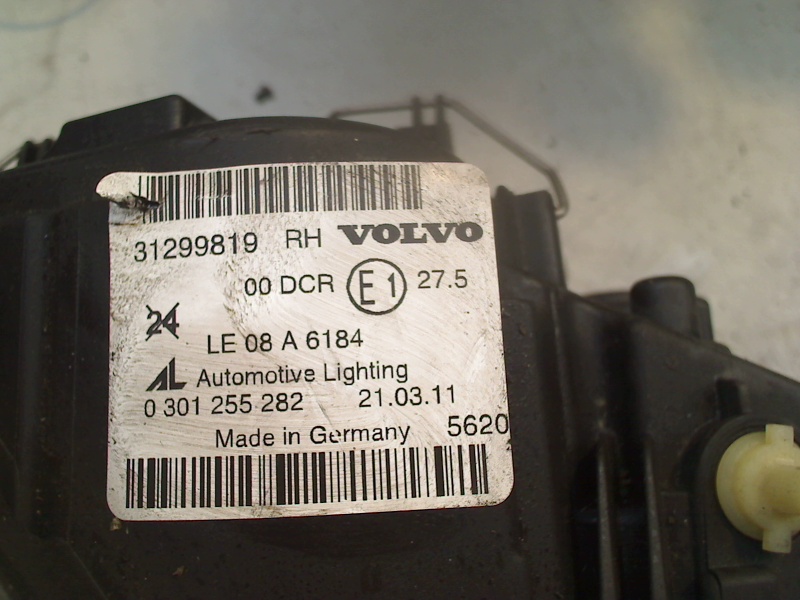 31299819 RH VOLVO
00 DCR E1 27.5
24
LE 08 A 6184
AL Automotive Lighting
0 301 255 282 21.03.11
Made in Germany 5620